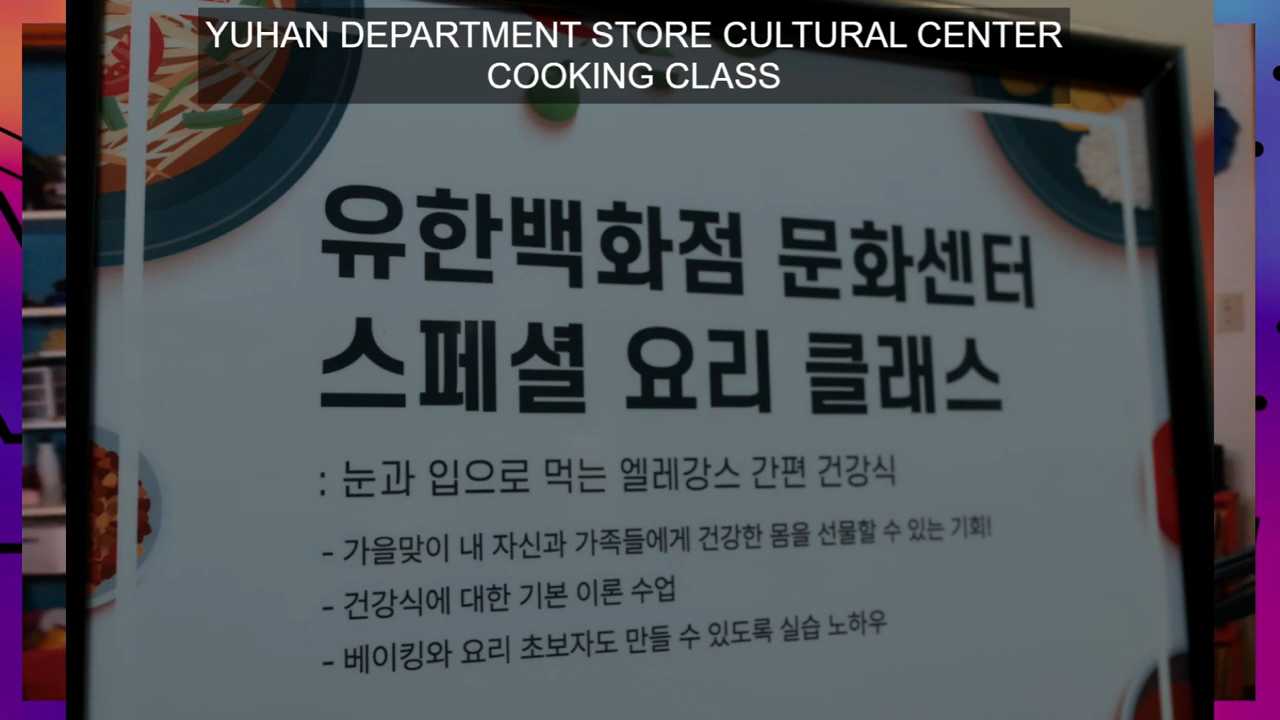 YUHAN DEPARTMENT STORE CULTURAL CENTER
COOKING CLASS
유한백화점 문화센터
스페셜 요리 클래스
: 눈과 입으로 먹는 엘레강스 간편 건강식
- 가을맞이 내 자신과 가족들에게 건강한 몸을 선물할 수 있는 기회!
- 건강식에 대한 기본 이론 수업
- 베이킹와 요리 초보자도 만들 수 있도록 실습 노하우